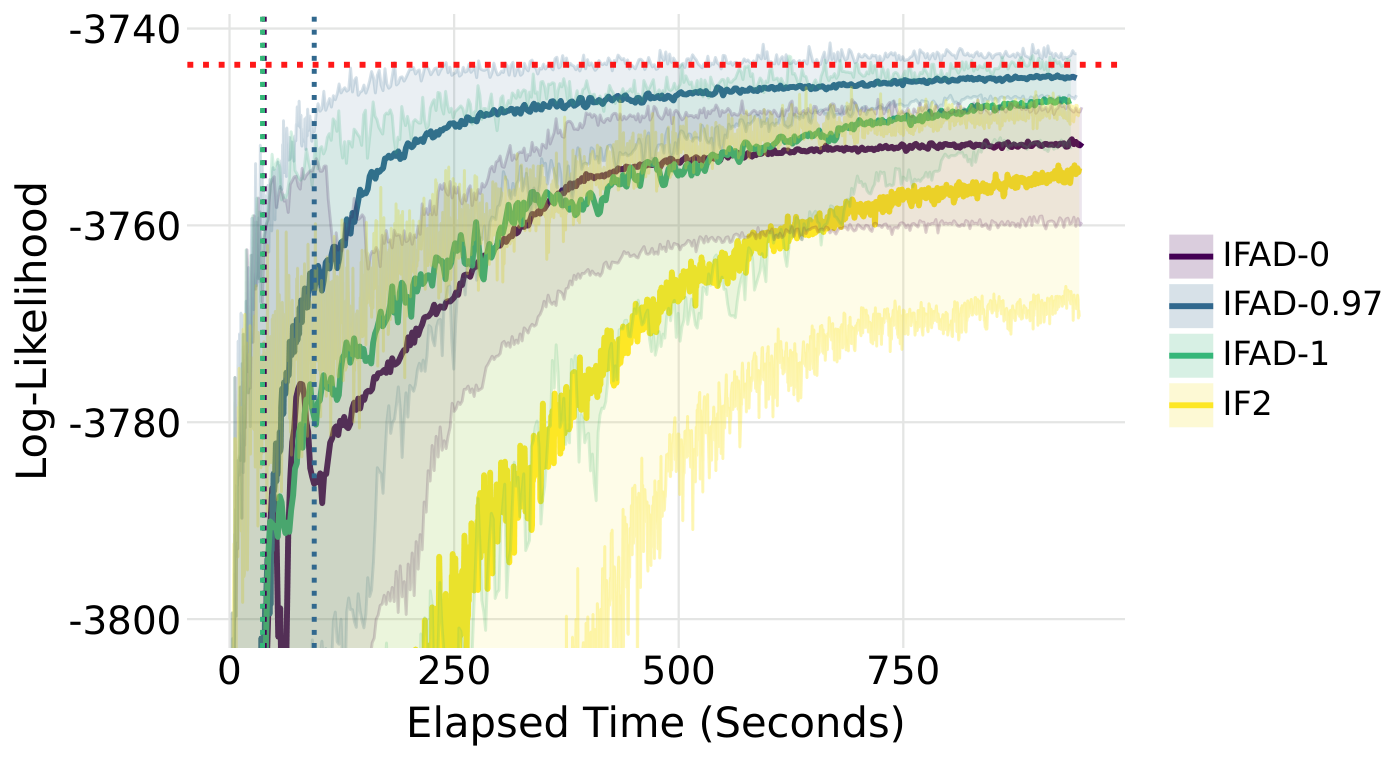 Log-Likelihood
-3740
-3760
-3780
-3800
0 250 500 750
Elapsed Time (Seconds)
IFAD-0
IFAD-0.97
IFAD-1
IF2